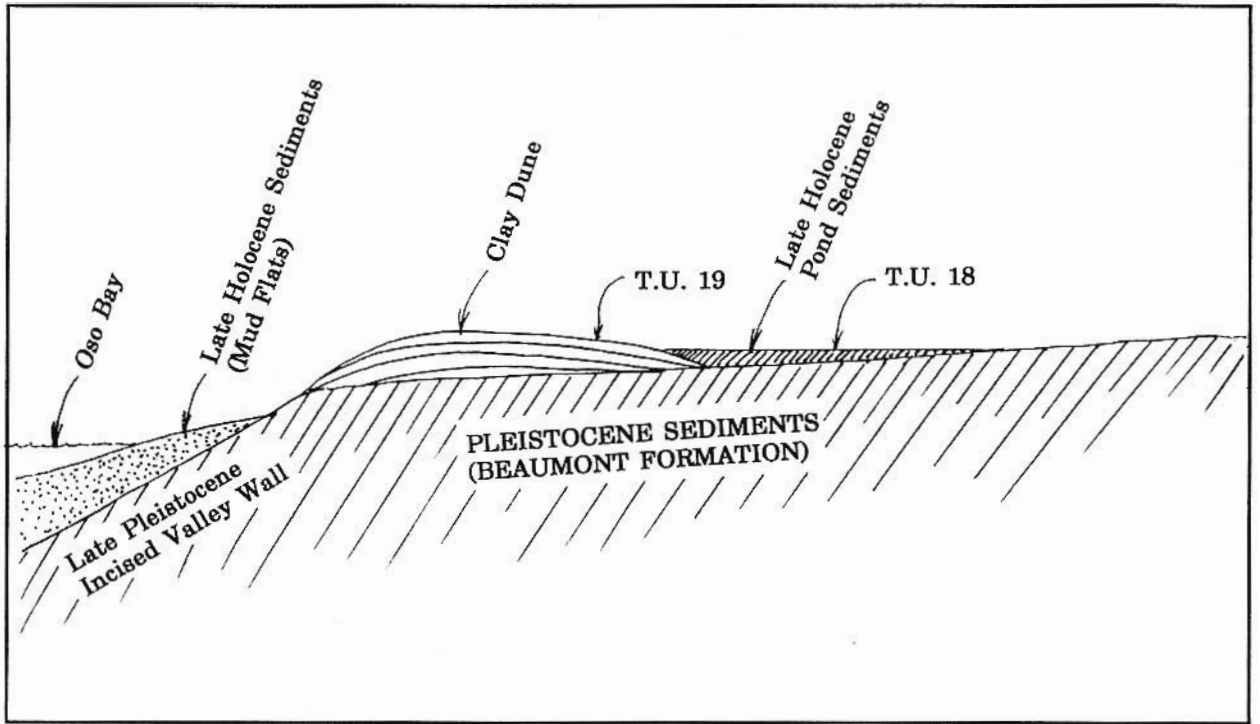 Oso Bay
Late Holocene Sediments
(Mud Flats)
Clay Dune
T.U. 19
Late Holocene
Pond Sediments
T.U. 18
PLEISTOCENE SEDIMENTS
(BEAUMONT FORMATION)
Late Pleistocene
Incised Valley Wall